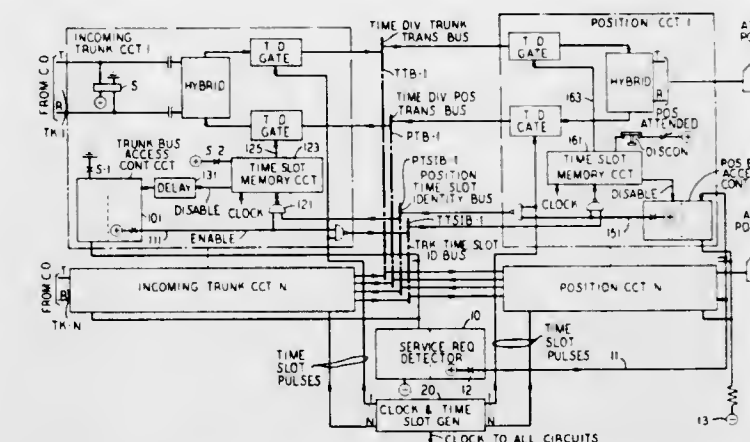 INCOMING
TRUNK CCT 1
T D
GATE
TIME DIV TRUNK
TRANS BUS
POSITION CCT 1
T D
GATE
T
S
HYBRID
TTB-1
HYBRID
T
R
FROM C O
R
TK-1
T D
GATE
TIME DIV POS
TRANS BUS
163
T D
GATE
POS
ATTENDED
TRUNK BUS
ACCESS
CONT CCT
S-2
125
123
PTB-1
161
DISCON
S-1
131
DELAY
TIME SLOT
MEMORY CCT
PTSIB-1
POSITION
TIME SLOT
IDENTITY BUS
TIME SLOT
MEMORY CCT
DISABLE
DISABLE
CLOCK
121
CLOCK
101
TTSIB-1
111
ENABLE
TRK TIME SLOT
ID BUS
151
FROM C O
T
R
INCOMING TRUNK CCT N
POSITION CCT N
TK-N
10
TIME
SLOT
PULSES
SERVICE REQ
DETECTOR
TIME
SLOT
PULSES
11
20
12
1
1
CLOCK & TIME
SLOT GEN
N
N
13
CLOCK TO ALL CIRCUITS